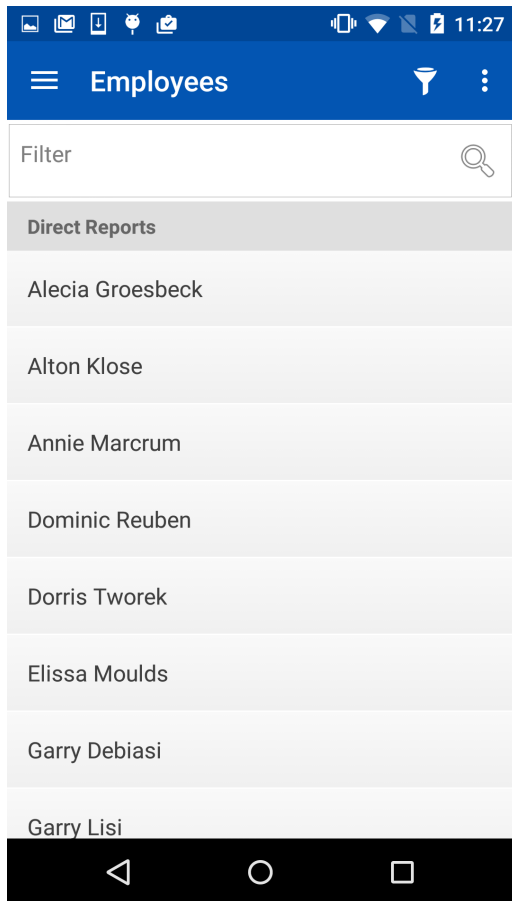 11:27
Employees
Filter
Direct Reports
Alecia Groesbeck
Alton Klose
Annie Marcrum
Dominic Reuben
Dorris Tworek
Elissa Moulds
Garry Debiasi
Garry Lisi